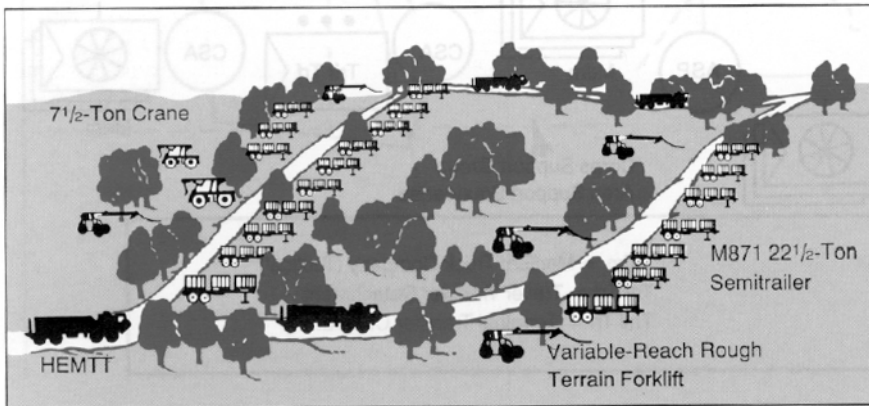 7½-Ton Crane
M871 22½-Ton
Semitrailer
HEMTT
Variable-Reach Rough
Terrain Forklift